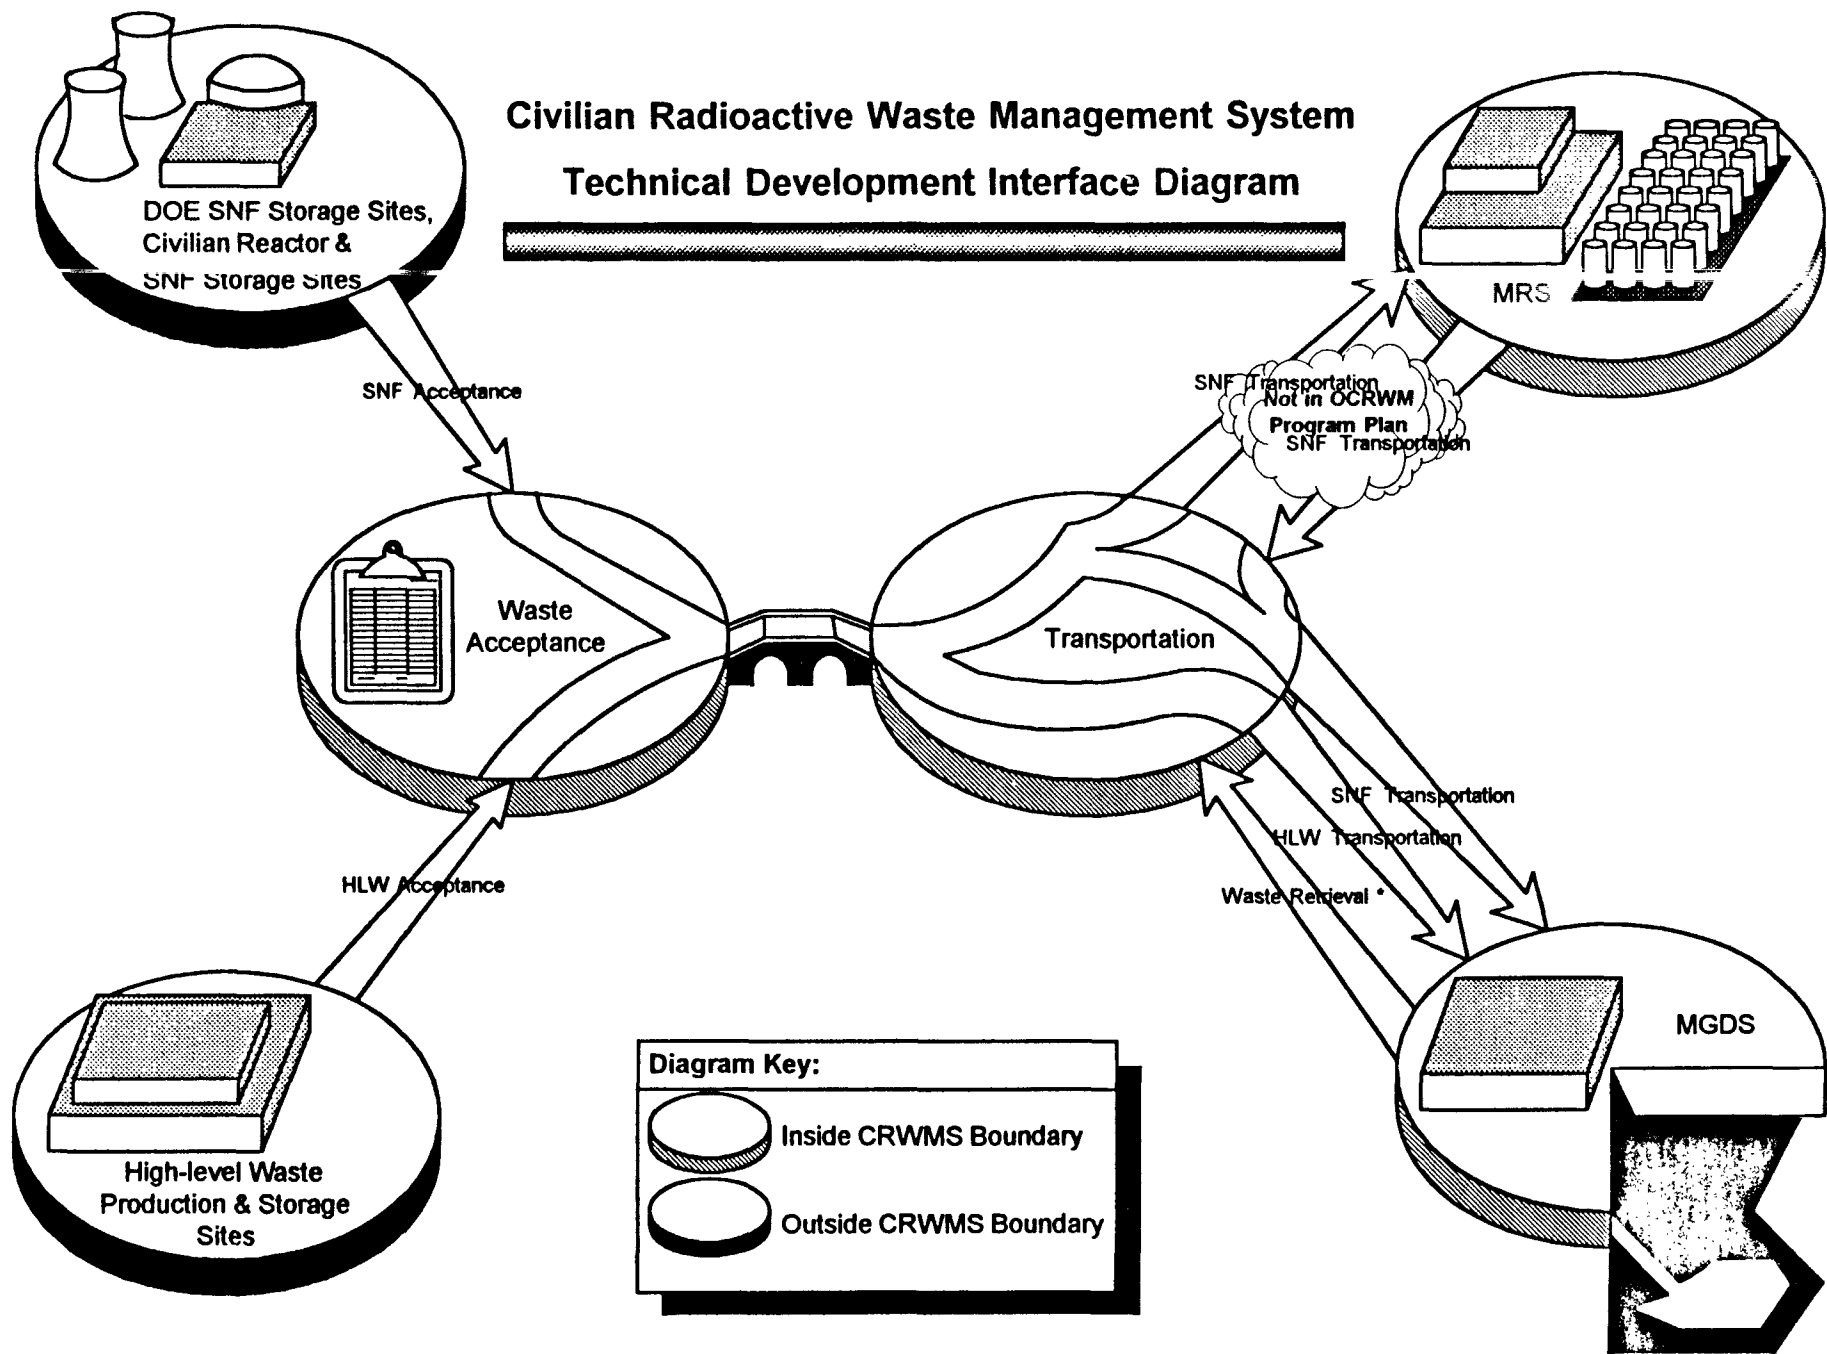 Civilian Radioactive Waste Management System
Technical Development Interface Diagram
DOE SNF Storage Sites,
Civilian Reactor &
SNF Storage Sites
MRS
SNF Acceptance
SNF Transportation
Not in OCRWM
Program Plan
SNF Transportation
Waste
Acceptance
Transportation
SNF Transportation
HLW Transportation
Waste Retrieval *
HLW Acceptance
MGDS
High-level Waste
Production & Storage
Sites
Diagram Key:
Inside CRWMS Boundary
Outside CRWMS Boundary